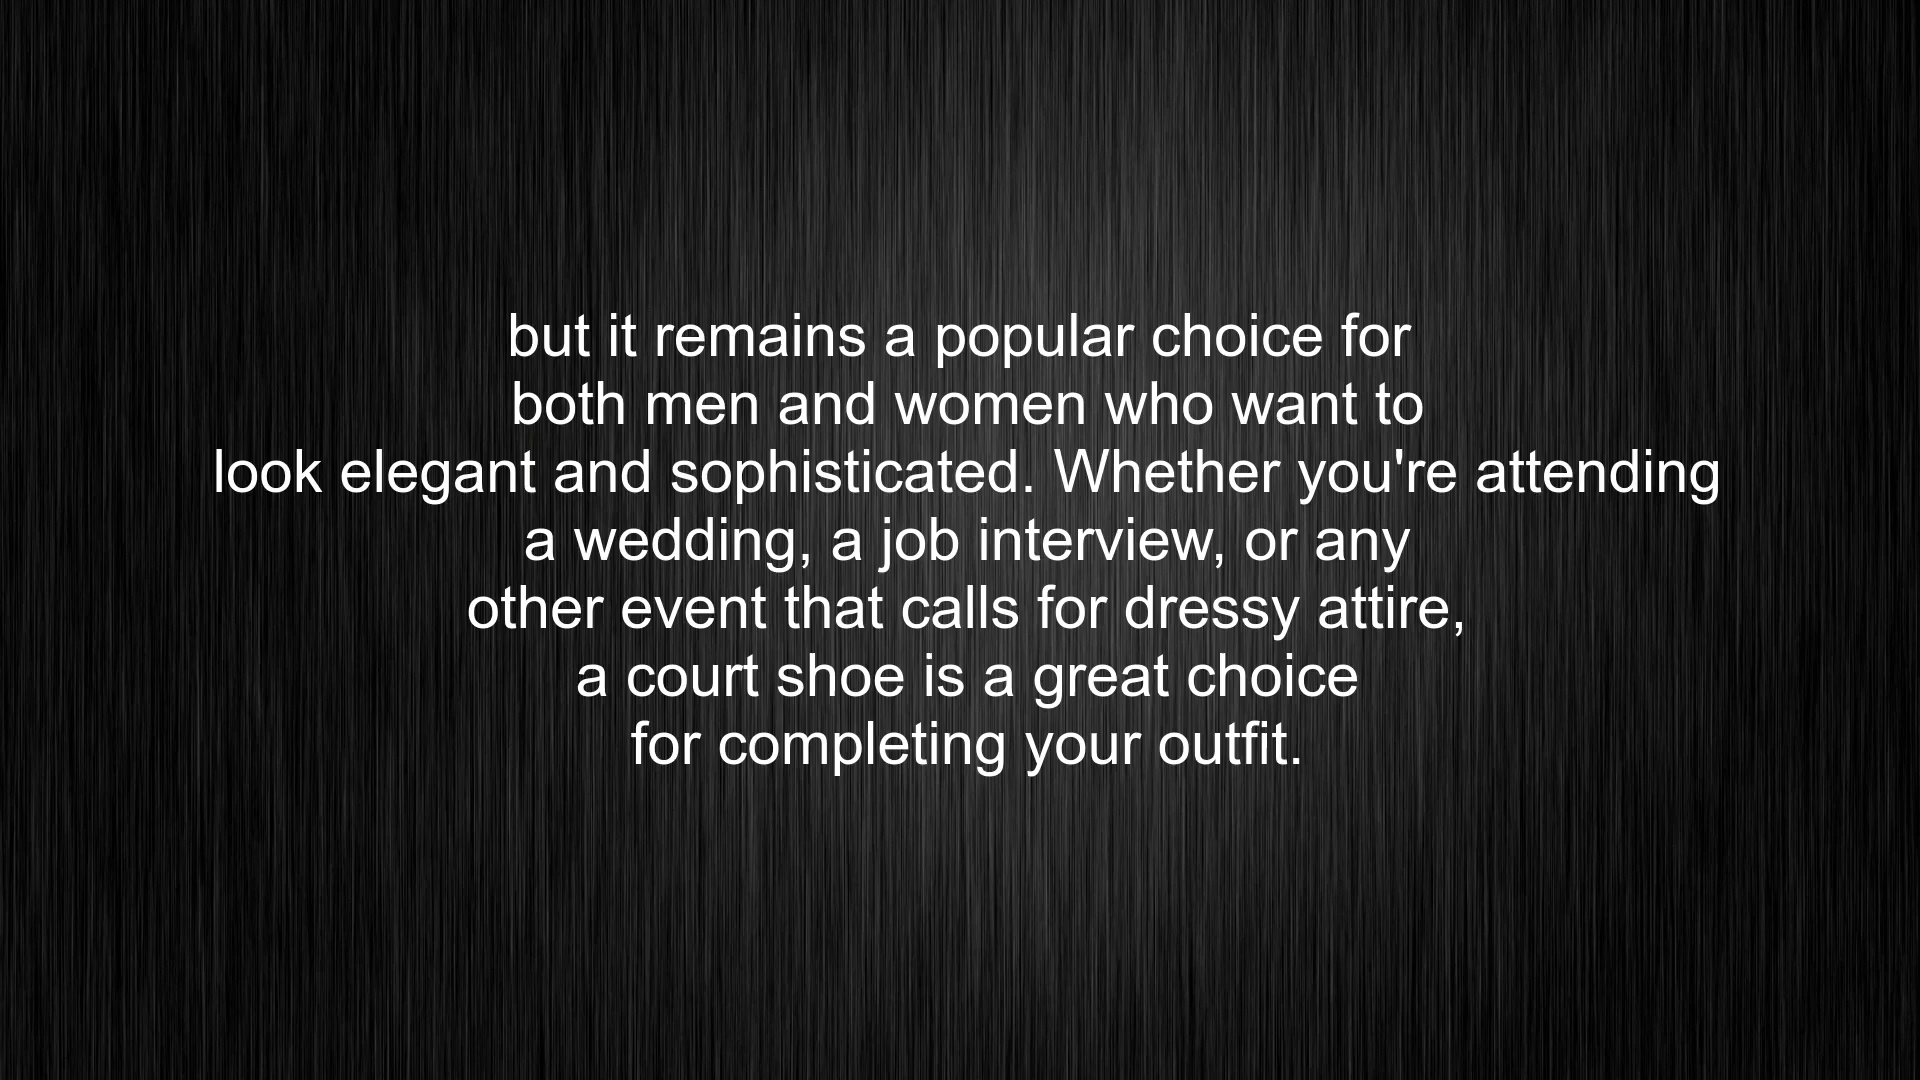 but it remains a popular choice for
both men and women who want to
look elegant and sophisticated. Whether you're attending
a wedding, a job interview, or any
other event that calls for dressy attire,
a court shoe is a great choice
for completing your outfit.